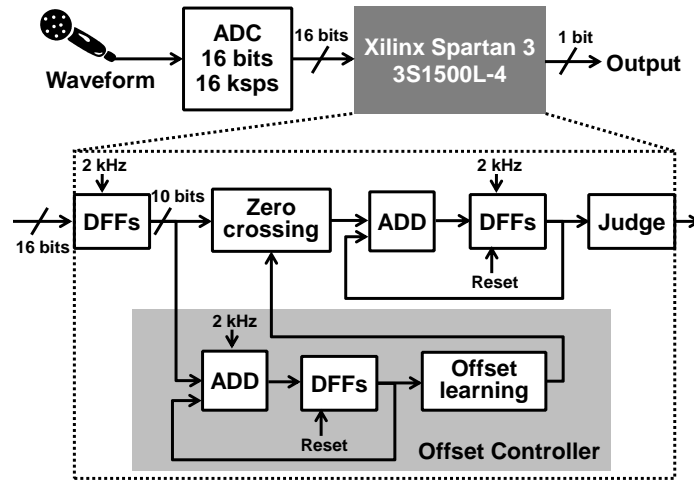 ADC
16 bits
16 ksps
16 bits
Xilinx Spartan 3
3S1500L-4
1 bit
Output
Waveform
2 kHz
10 bits
DFFs
16 bits
Zero
crossing
ADD
2 kHz
DFFs
Reset
Judge
2 kHz
ADD
DFFs
Reset
Offset
learning
Offset Controller